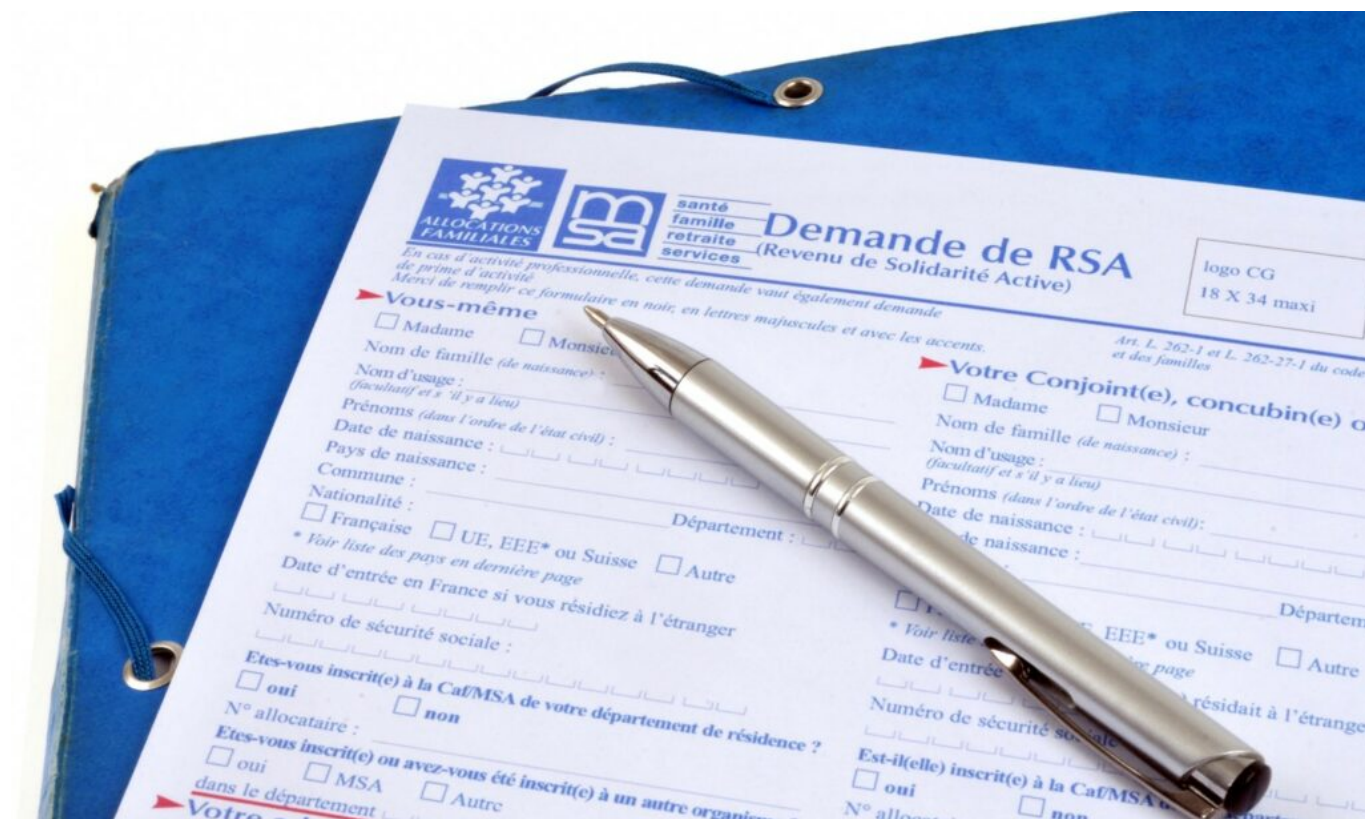 ALLOCATIONS
FAMILIALES
msa
santé
famille
retraite
services
Demande de RSA
(Revenu de Solidarité Active)
logo CG
18 X 34 maxi
En cas d'activité professionnelle, cette demande vaut également demande
de prime d'activité
Merci de remplir ce formulaire en noir, en lettres majuscules et avec les accents.
Art. L. 262-1 et L. 262-27-1 du code
et des familles
Vous-même
Madame
Nom de famille (de naissance) :
Nom d'usage :
(facultatif et s'il y a lieu)
Prénoms (dans l'ordre de l'état civil) :
Date de naissance :
Pays de naissance :
Commune :
Département :
Nationalité :
Française UE, EEE* ou Suisse Autre
* Voir liste des pays en dernière page
Date d'entrée en France si vous résidiez à l'étranger
Numéro de sécurité sociale :
Etes-vous inscrit(e) à la Caf/MSA de votre département de résidence ?
oui non
N° allocataire :
Etes-vous inscrit(e) ou avez-vous été inscrit(e) à un autre
oui MSA Autre
dans le département
Votre Conjoint(e), concubin(e)
Madame Monsieur
Nom de famille (de naissance) :
Nom d'usage :
(facultatif et s'il y a lieu)
Prénoms (dans l'ordre de l'état civil):
Date de naissance :
de naissance :
EEE* ou Suisse Autre
* Voir liste page
Date d'entrée résidait à
Numéro de sécurité sociale
Est-il(elle) inscrit(e) à la Caf/MSA
oui non
N°